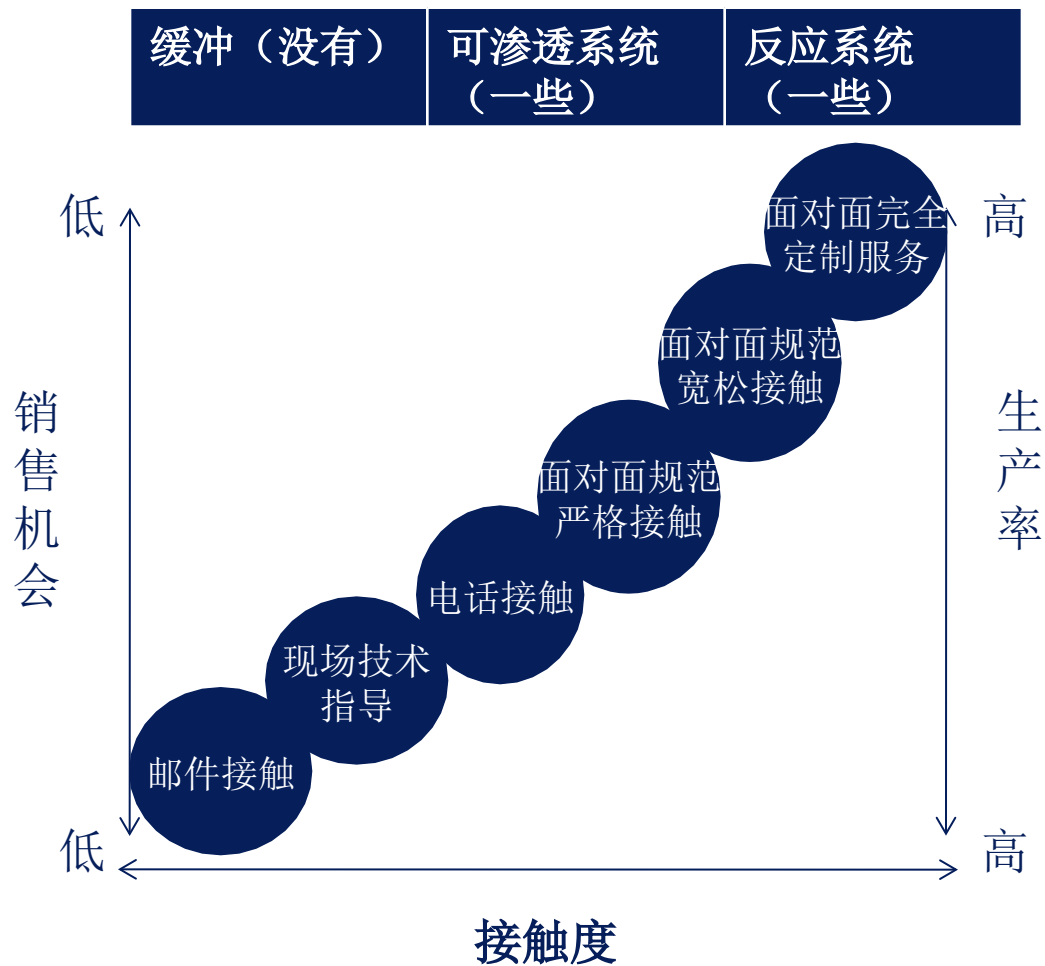 缓冲（没有）
可渗透系统
（一些）
反应系统
（一些）
低
高
面对面完全
定制服务
面对面规范
宽松接触
销售机会
生产率
面对面规范
严格接触
电话接触
现场技术
指导
邮件接触
低
高
接触度